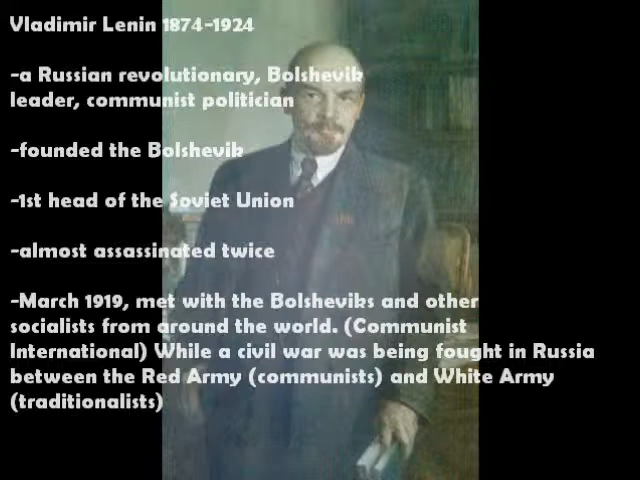 Vladimir Lenin 1874-1924
-a Russian revolutionary, Bolshevik
leader, communist politician
-founded the Bolshevik
-1st head of the Soviet Union
-almost assassinated twice
-March 1919, met with the Bolsheviks and other
socialists from around the world. (Communist
International) While a civil war was being fought in Russia
between the Red Army (communists) and White Army
(traditionalists)